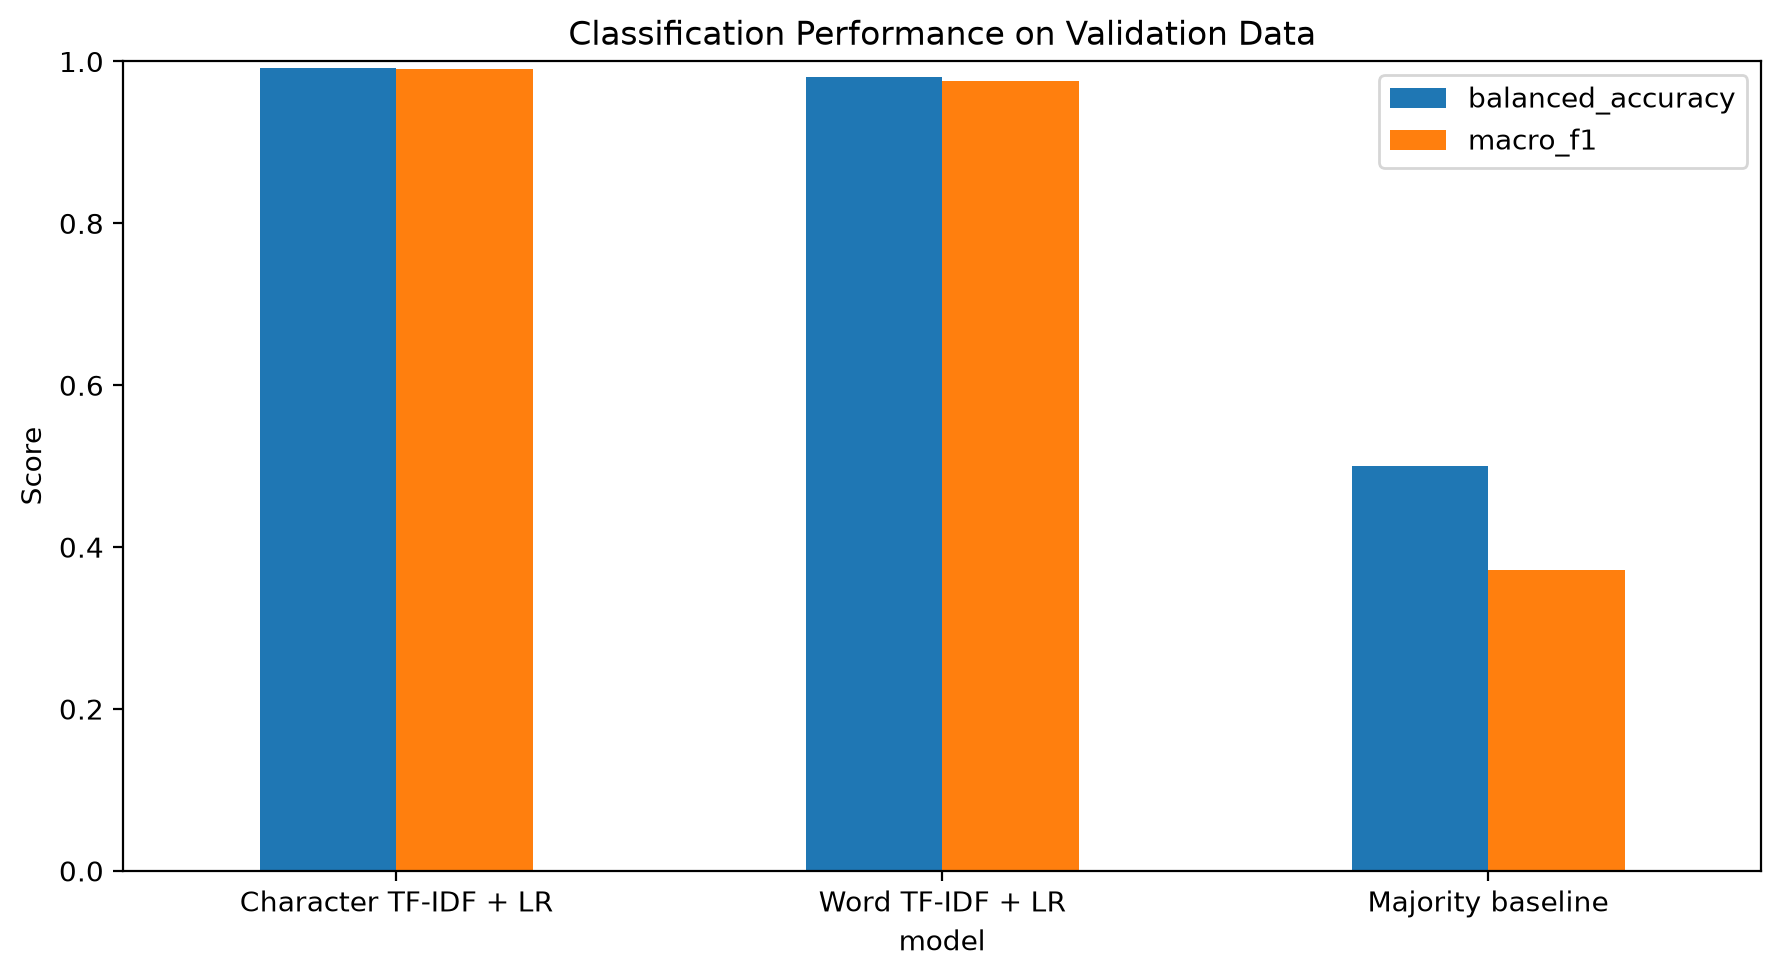 Classification Performance on Validation Data
1.0
0.8
0.6
0.4
0.2
0.0
Score
balanced_accuracy
macro_f1
Character TF-IDF + LR
Word TF-IDF + LR
Majority baseline
model